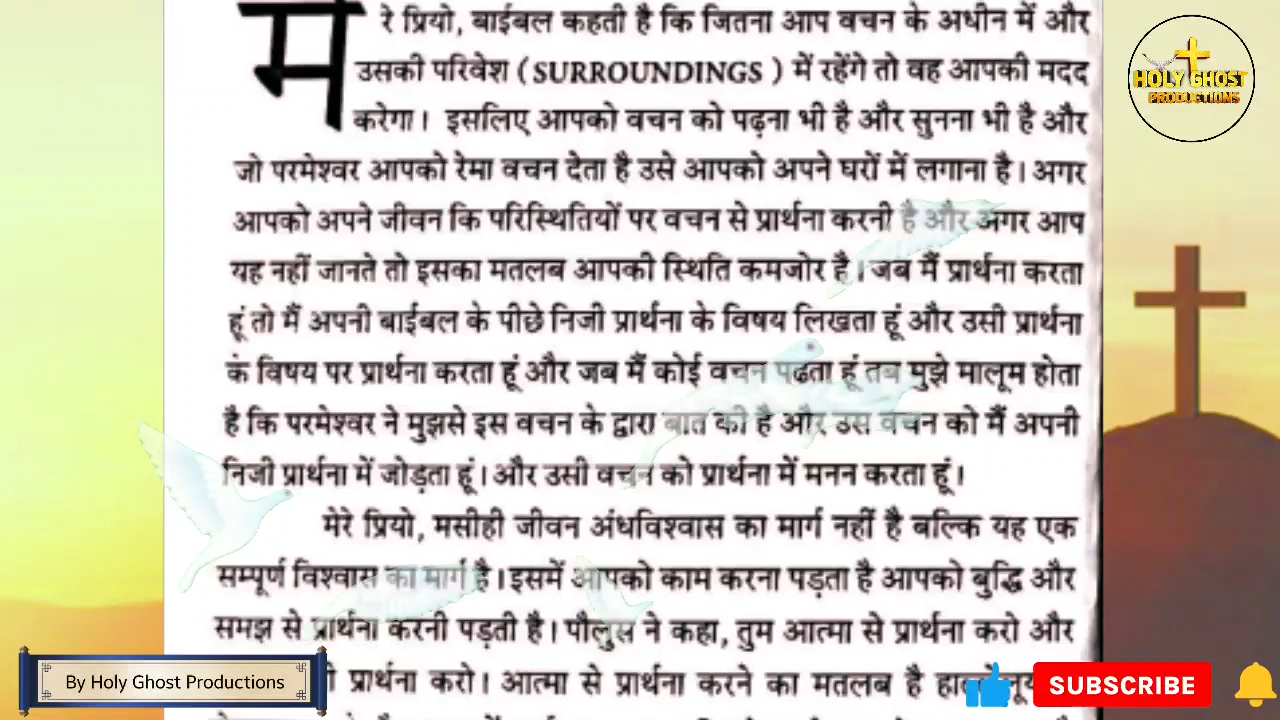 मेरे प्रियो, बाईबल कहती है कि जितना आप वचन के अधीन में और
उसकी परिवेश ( SURROUNDINGS ) में रहेंगे तो वह आपकी मदद
करेगा। इसलिए आपको वचन को पढ़ना भी है और सुनना भी है और
जो परमेश्वर आपको रेमा वचन देता है उसे आपको अपने घरों में लगाना है। अगर
आपको अपने जीवन कि परिस्थितियों पर वचन से प्रार्थना करनी है और अगर आप
यह नहीं जानते तो इसका मतलब आपकी स्थिति कमजोर है। जब मैं प्रार्थना करता
हूं तो मैं अपनी बाईबल के पीछे निजी प्रार्थना के विषय लिखता हूं और उसी प्रार्थना
के विषय पर प्रार्थना करता हूं और जब मैं कोई वचन पढता हूं तब मुझे मालूम होता
है कि परमेश्वर ने मुझसे इस वचन के द्वारा बात की है और उस वचन को मैं अपनी
निजी प्रार्थना में जोड़ता हूं। और उसी वचन को प्रार्थना में मनन करता हूं।
मेरे प्रियो, मसीही जीवन अंधविश्वास का मार्ग नहीं है बल्कि यह एक
सम्पूर्ण विश्वास का मार्ग है। इसमें आपको काम करना पड़ता है आपको बुद्धि और
समझ से प्रार्थना करनी पड़ती है। पौलुस ने कहा, तुम आत्मा से प्रार्थना करो और
प्रार्थना करो। आत्मा से प्रार्थना करने का मतलब है
HOLY GHOST
PRODUCTIONS
By Holy Ghost Productions
SUBSCRIBE